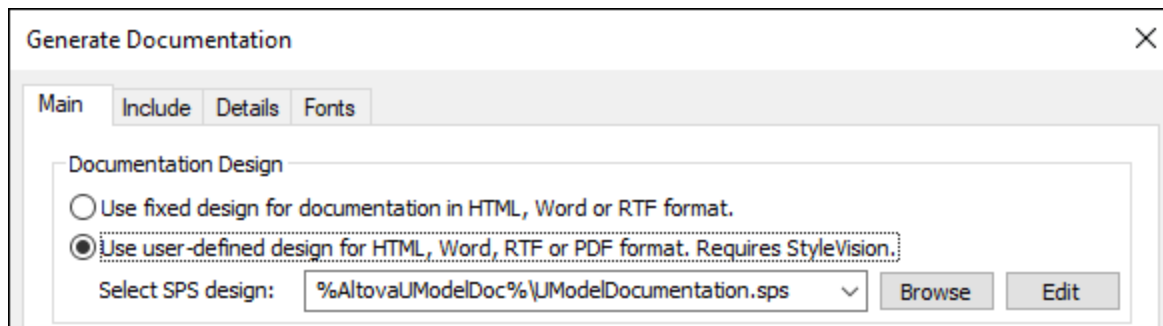 Generate Documentation
Main Include Details Fonts
Documentation Design
Use fixed design for documentation in HTML, Word or RTF format.
Use user-defined design for HTML, Word, RTF or PDF format. Requires StyleVision.
Select SPS design: %AltovaUModelDoc%\UModelDocumentation.sps Browse Edit